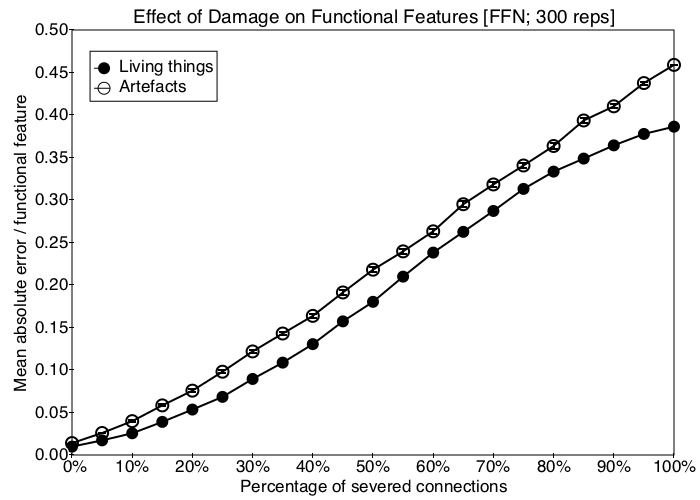 Effect of Damage on Functional Features [FFN; 300 reps]
0.50
0.45
0.40
0.35
0.30
0.25
0.20
0.15
0.10
0.05
0.00
Living things
Artefacts
Mean absolute error / functional feature
0% 10% 20% 30% 40% 50% 60% 70% 80% 90% 100%
Percentage of severed connections